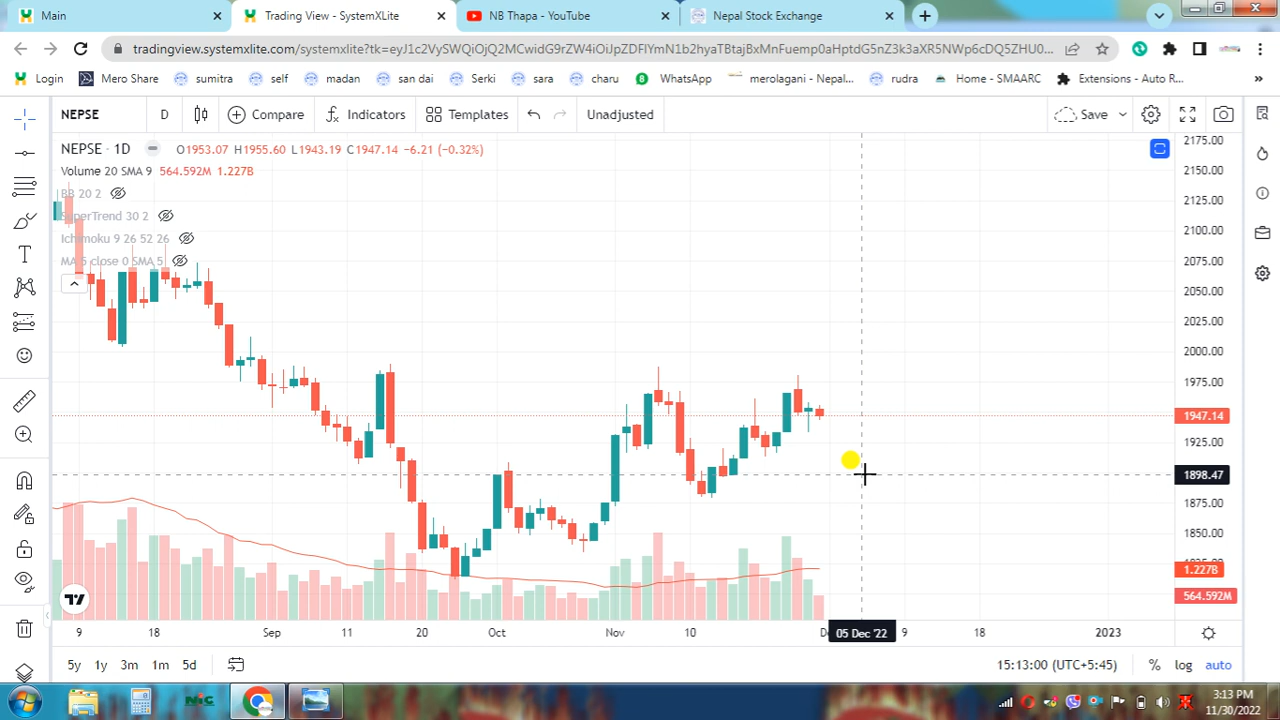 Main
Trading View - SystemXLite
NB Thapa - YouTube
Nepal Stock Exchange
tradingview.systemxlite/systemxlite?tk=eyJ1c2VySWQiOjQ2MCwidG9rZW4iOiJpZDFlYmN1b2hyaTBtajBxMnFuemp0aHptdG5nZ3k3aXR5NWp6cDQ5ZHU0...
Login
Mero Share
sumitra
self
madan
san dai
Serki
sara
charu
WhatsApp
merolagani - Nepal...
rudra
Home - SMAARC
Extensions - Auto R...
»
NEPSE
D
Compare
Indicators
Templates
Unadjusted
Save
NEPSE · 1D
O1953.07 H1955.60 L1943.19 C1947.14 −6.21 (−0.32%)
Volume 20 SMA 9 564.592M 1.227B
BB 20 2
SuperTrend 30 2
Ichimoku 9 26 52 26
MA 5 close 0 SMA 5
2175.00
2150.00
2125.00
2100.00
2075.00
2050.00
2025.00
2000.00
1975.00
1947.14
1925.00
1898.47
1875.00
1850.00
1.227B
564.592M
9
18
Sep
11
20
Oct
Nov
10
05 Dec '22
9
18
2023
5y
1y
3m
1m
5d
15:13:00 (UTC+5:45)
%
log
auto
NIC
3:13 PM
11/30/2022